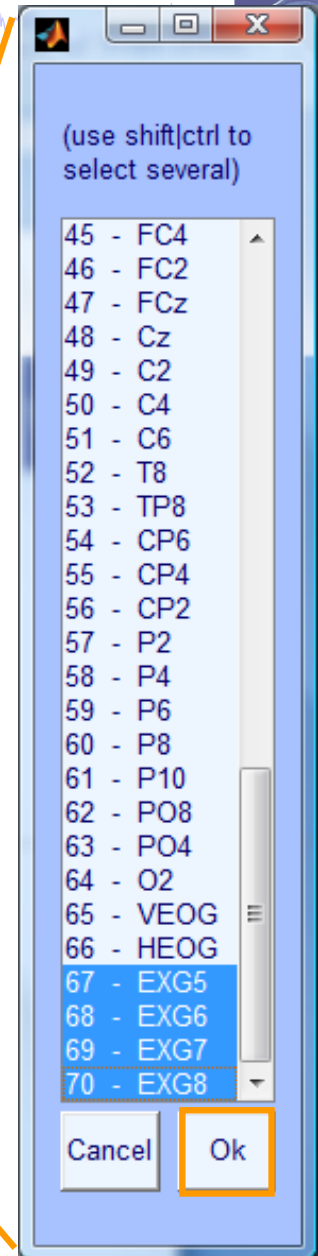 (use shift|ctrl to
select several)
45 - FC4
46 - FC2
47 - FCz
48 - Cz
49 - C2
50 - C4
51 - C6
52 - T8
53 - TP8
54 - CP6
55 - CP4
56 - CP2
57 - P2
58 - P4
59 - P6
60 - P8
61 - P10
62 - PO8
63 - PO4
64 - O2
65 - VEOG
66 - HEOG
67 - EXG5
68 - EXG6
69 - EXG7
70 - EXG8
Cancel Ok